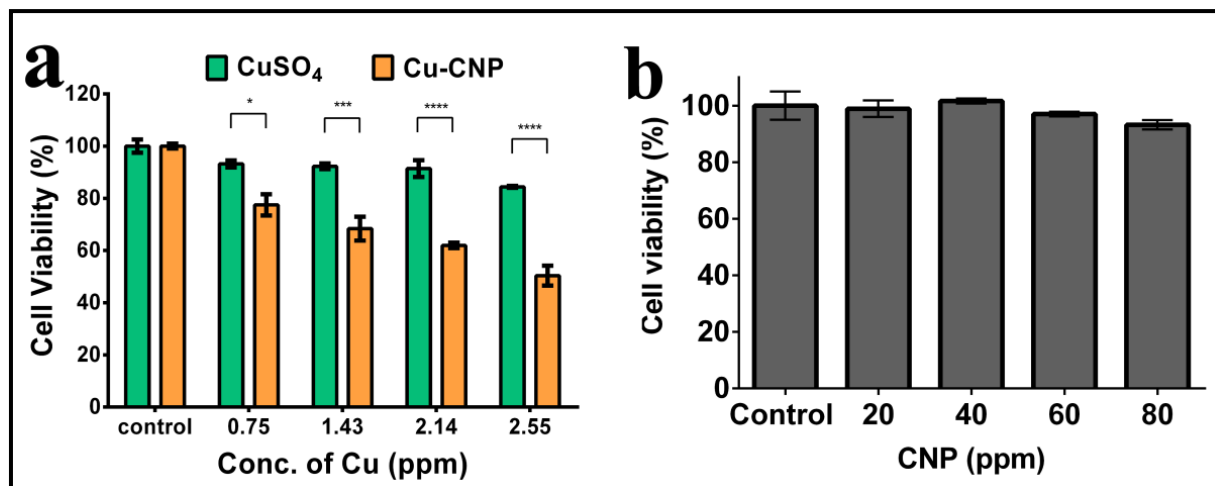 a
CuSO4 Cu-CNP
Cell Viability (%)
120
100
80
60
40
20
0
* *** **** ****
control 0.75 1.43 2.14 2.55
Conc. of Cu (ppm)
b
Cell viability (%)
100
80
60
40
20
0
Control 20 40 60 80
CNP (ppm)